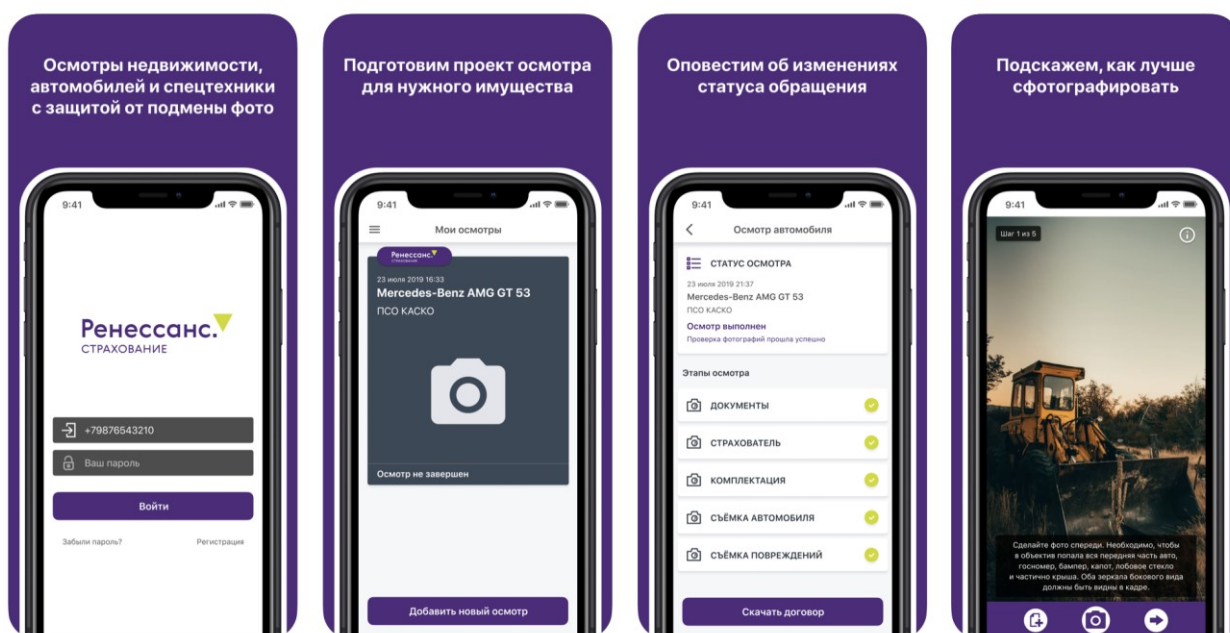 Осмотры недвижимости,
автомобилей и спецтехники
с защитой от подмены фото
9:41
Ренессанс.
СТРАХОВАНИЕ
+79876543210
Ваш пароль
Войти
Забыли пароль?
Регистрация
Подготовим проект осмотра
для нужного имущества
9:41
Мои осмотры
Ренессанс.
СТРАХОВАНИЕ
23 июля 2019 16:33
Mercedes-Benz AMG GT 53
ПСО КАСКО
Осмотр не завершен
Добавить новый осмотр
Оповестим об изменениях
статуса обращения
9:41
Осмотр автомобиля
СТАТУС ОСМОТРА
23 июля 2019 21:37
Mercedes-Benz AMG GT 53
ПСО КАСКО
Осмотр выполнен
Проверка фотографий прошла успешно
Этапы осмотра
ДОКУМЕНТЫ
СТРАХОВАТЕЛЬ
КОМПЛЕКТАЦИЯ
СЪЁМКА АВТОМОБИЛЯ
СЪЁМКА ПОВРЕЖДЕНИЙ
Скачать договор
Подскажем, как лучше
сфотографировать
9:41
Шаг 1 из 5
Сделайте фото спереди. Необходимо, чтобы
в объектив попала вся передняя часть авто,
госномер, бампер, капот, лобовое стекло
и частично крыша. Оба зеркала бокового вида
должны быть видны в кадре.